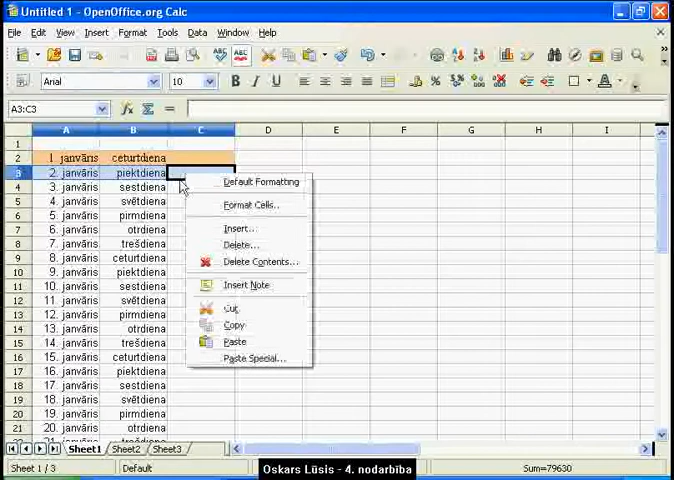 Untitled 1 - OpenOffice.org Calc
File Edit View Insert Format Tools Data Window Help
Arial 10 B I U
A3:C3
A B C D E F G H I
1
2 1 janvāris ceturtdiena
3 2. janvāris piektdiena
4 3. janvāris sestdiena
5 4. janvāris svētdiena
6 5. janvāris pirmdiena
7 6. janvāris otrdiena
8 7. janvāris trešdiena
9 8. janvāris ceturtdiena
10 9. janvāris piektdiena
11 10. janvāris sestdiena
12 11. janvāris svētdiena
13 12. janvāris pirmdiena
14 13. janvāris otrdiena
15 14. janvāris trešdiena
16 15. janvāris ceturtdiena
17 16. janvāris piektdiena
18 17. janvāris sestdiena
19 18. janvāris svētdiena
20 19. janvāris pirmdiena
21 20. janvāris otrdiena
21. janvāris trešdiena
Default Formatting
Format Cells...
Insert...
Delete...
Delete Contents...
Insert Note
Cut
Copy
Paste
Paste Special...
Sheet1 Sheet2 Sheet3
Sheet 1 / 3 Default Sum=79630
Oskars Lūsis - 4. nodarbība